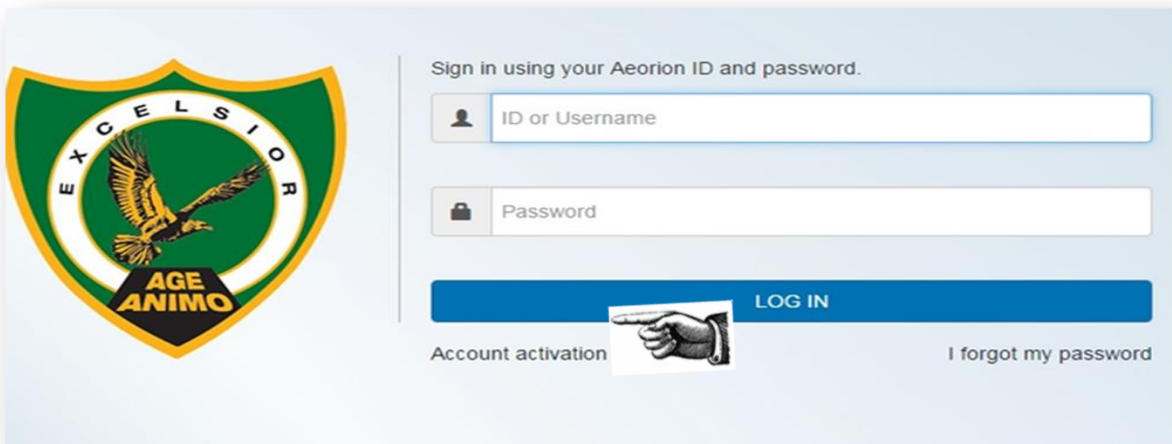 EXCELSIOR
AGE
ANIMO
Sign in using your Aeorion ID and password.
ID or Username
Password
LOG IN
Account activation
I forgot my password